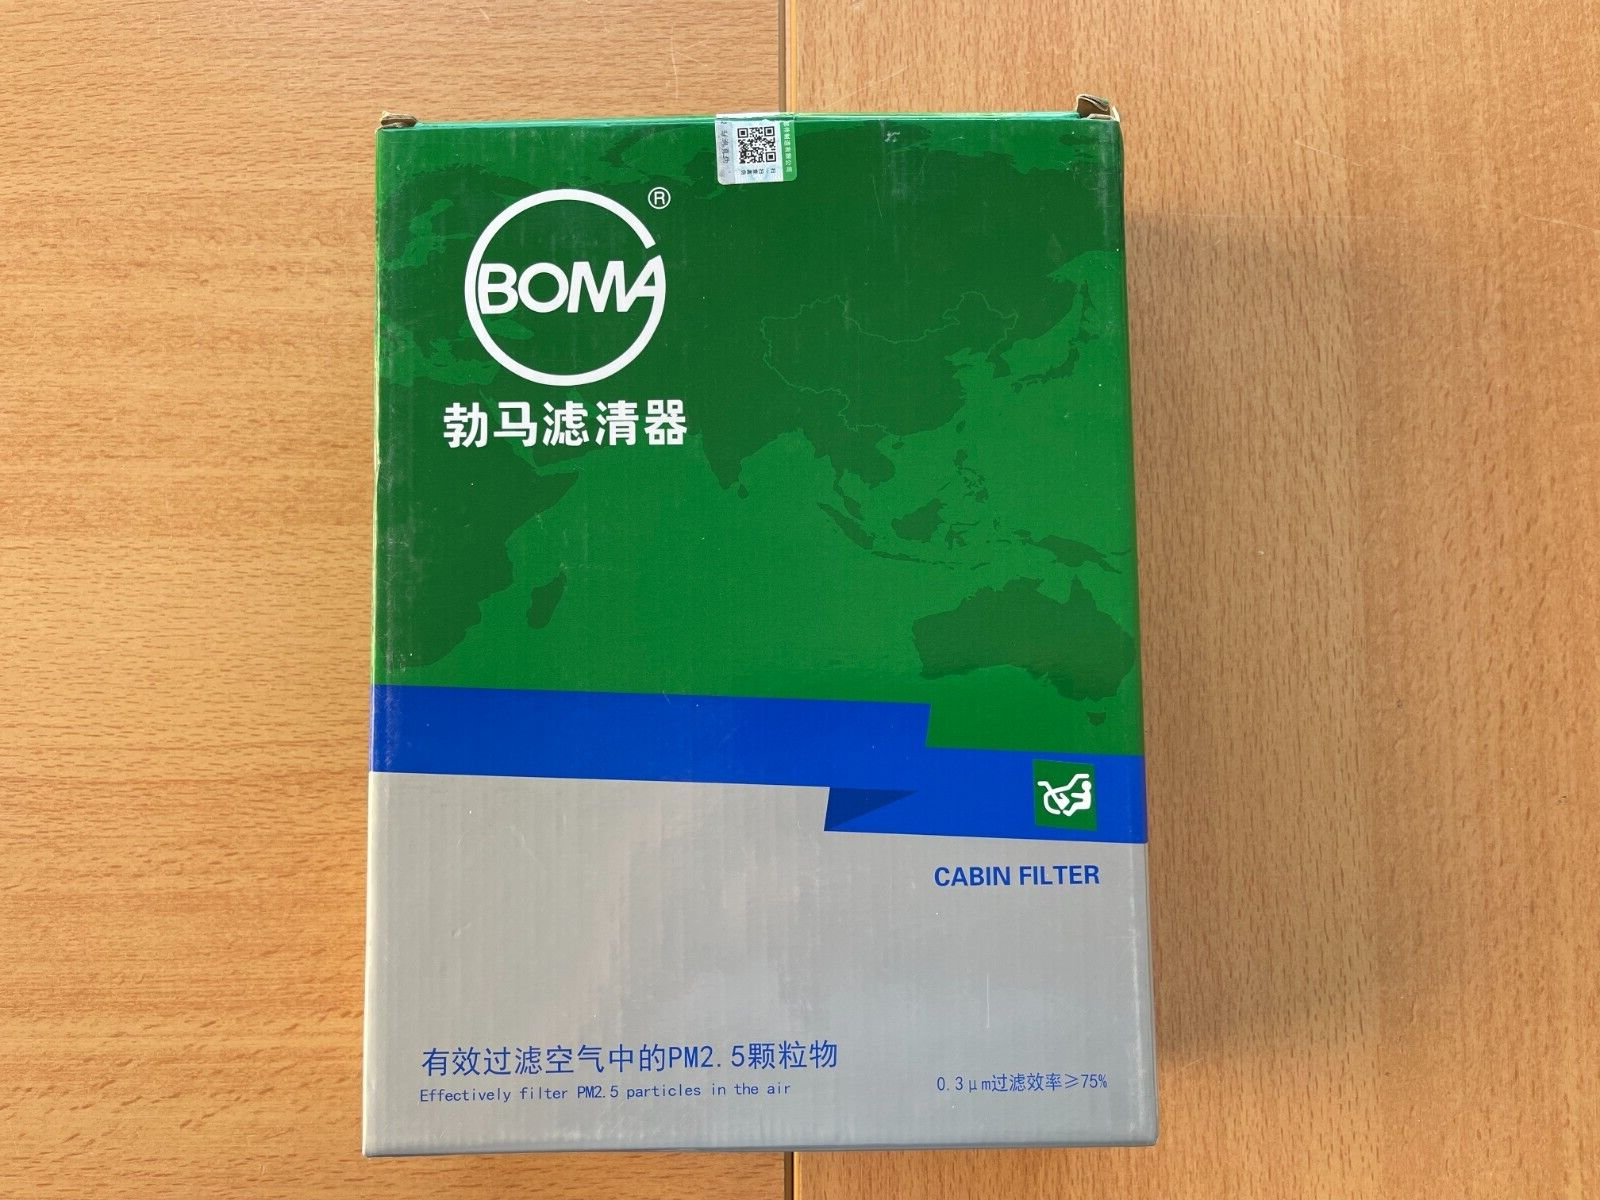 ®
BOMA
勃马滤清器
CABIN FILTER
有效过滤空气中的PM2.5颗粒物
Effectively filter PM2.5 particles in the air
0.3μm过滤效率≥75%